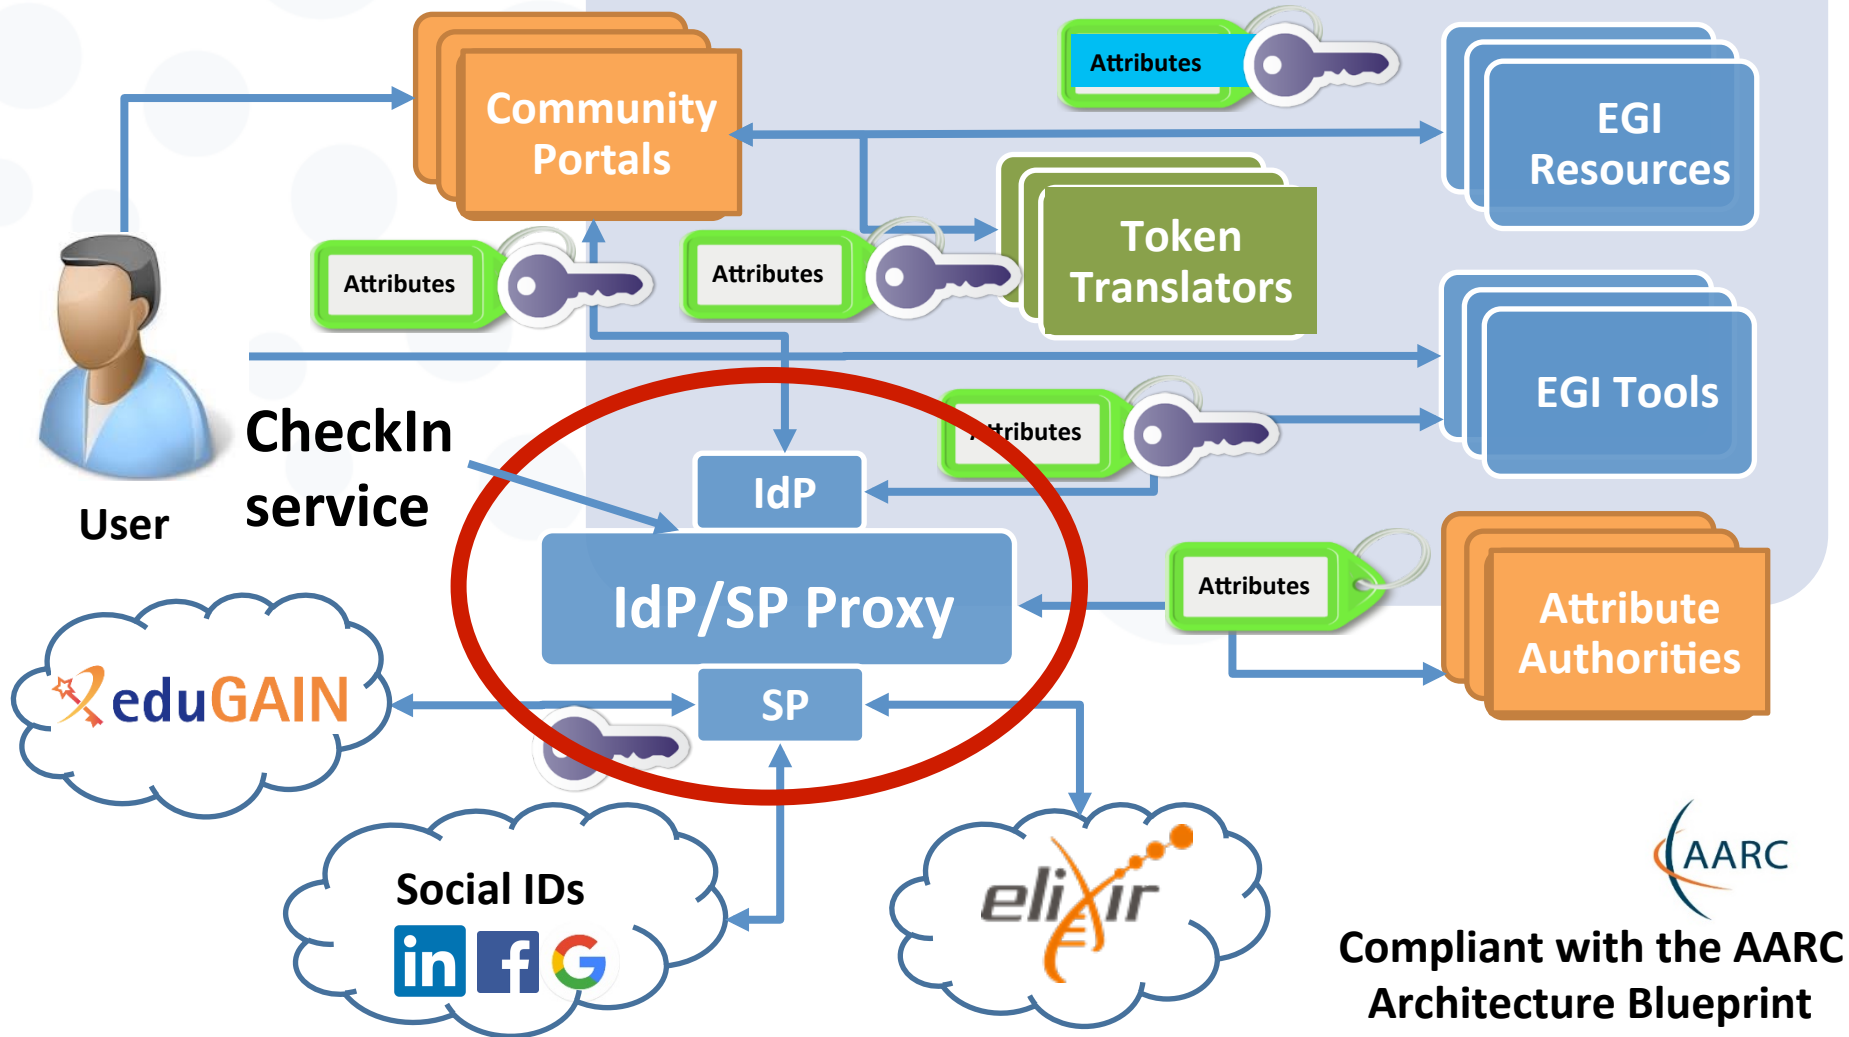 Attributes
Community
Portals
EGI
Resources
Token
Translators
Attributes
Attributes
EGI Tools
CheckIn
service
Attributes
User
IdP
IdP/SP Proxy
Attributes
Attribute
Authorities
eduGAIN
SP
Social IDs
in
f
G
elixir
AARC
Compliant with the AARC
Architecture Blueprint